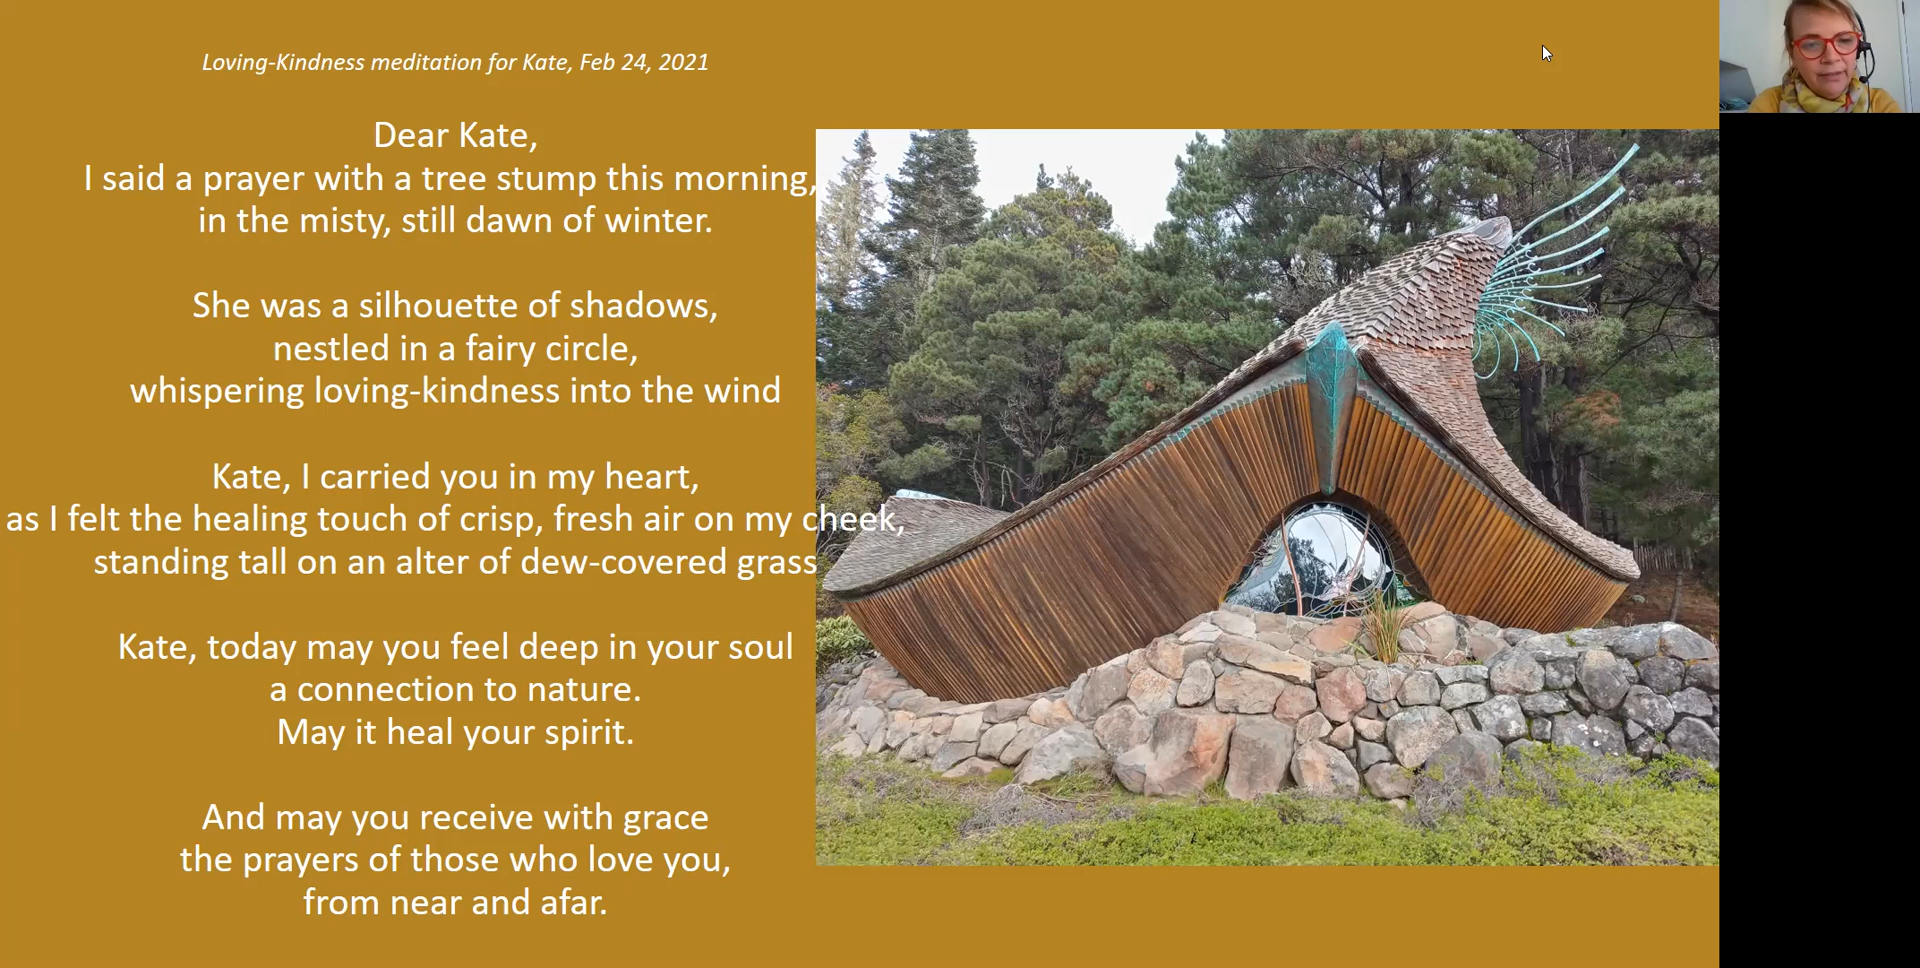 Loving-Kindness meditation for Kate, Feb 24, 2021
Dear Kate,
I said a prayer with a tree stump this morning,
in the misty, still dawn of winter.
She was a silhouette of shadows,
nestled in a fairy circle,
whispering loving-kindness into the wind
Kate, I carried you in my heart,
as I felt the healing touch of crisp, fresh air on my cheek,
standing tall on an alter of dew-covered grass
Kate, today may you feel deep in your soul
a connection to nature.
May it heal your spirit.
And may you receive with grace
the prayers of those who love you,
from near and afar.